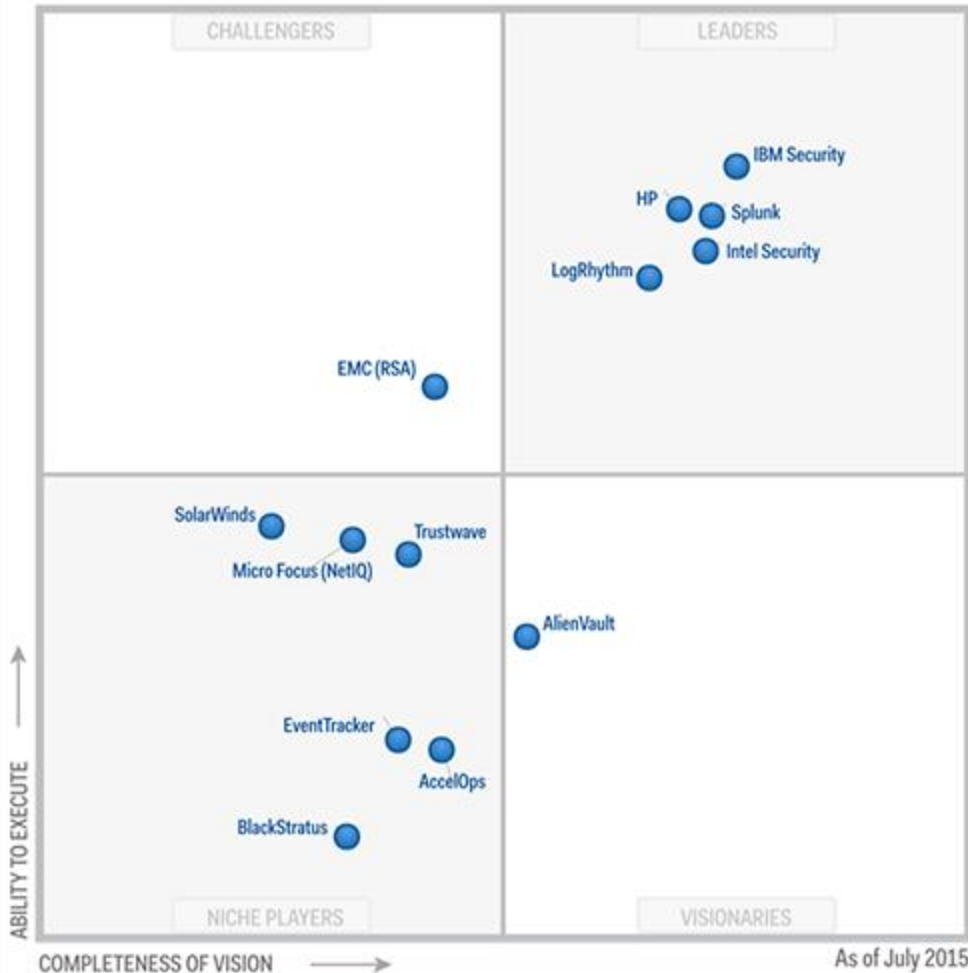 CHALLENGERS
LEADERS
IBM Security
HP
Splunk
Intel Security
LogRhythm
EMC (RSA)
SolarWinds
Trustwave
Micro Focus (NetIQ)
AlienVault
EventTracker
AccelOps
BlackStratus
NICHE PLAYERS
VISIONARIES
ABILITY TO EXECUTE
COMPLETENESS OF VISION
As of July 2015